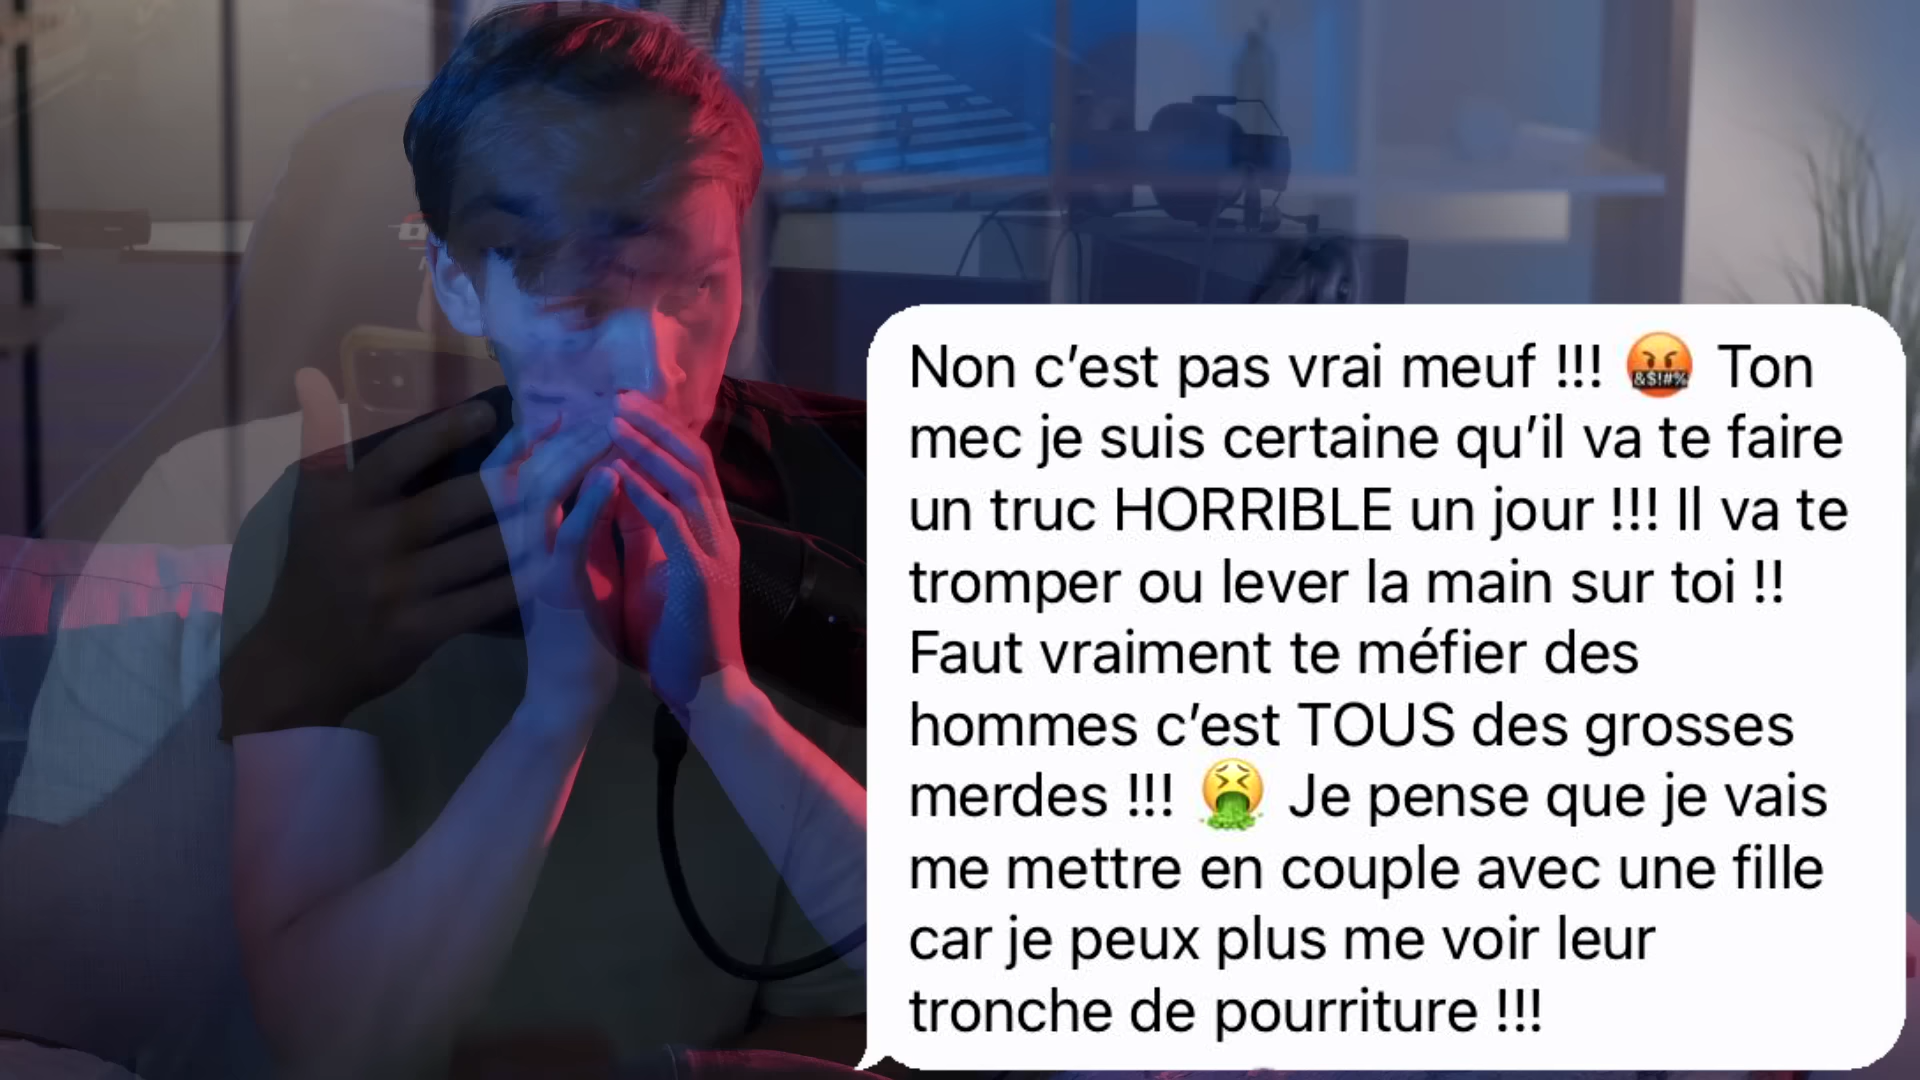 Non c’est pas vrai meuf !!! 🤬 Ton
mec je suis certaine qu’il va te faire
un truc HORRIBLE un jour !!! Il va te
tromper ou lever la main sur toi !!
Faut vraiment te méfier des
hommes c’est TOUS des grosses
merdes !!! 🤮 Je pense que je vais
me mettre en couple avec une fille
car je peux plus me voir leur
tronche de pourriture !!!